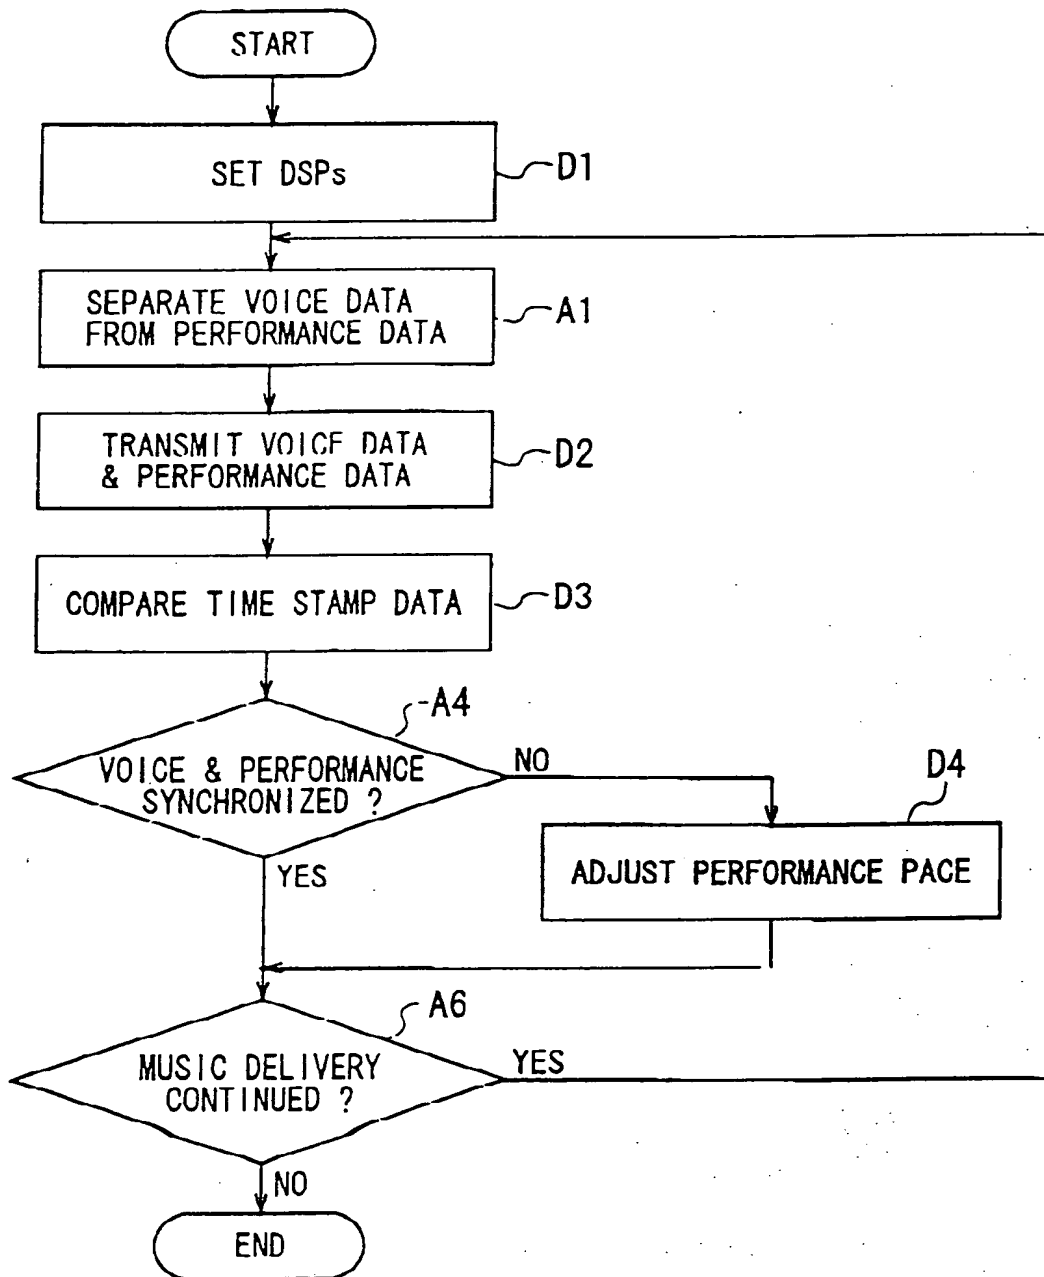 START
SET DSPs
D1
SEPARATE VOICE DATA
FROM PERFORMANCE DATA
A1
TRANSMIT VOICE DATA
& PERFORMANCE DATA
D2
COMPARE TIME STAMP DATA
D3
A4
VOICE & PERFORMANCE
SYNCHRONIZED ?
NO
YES
D4
ADJUST PERFORMANCE PACE
A6
MUSIC DELIVERY
CONTINUED ?
YES
NO
END